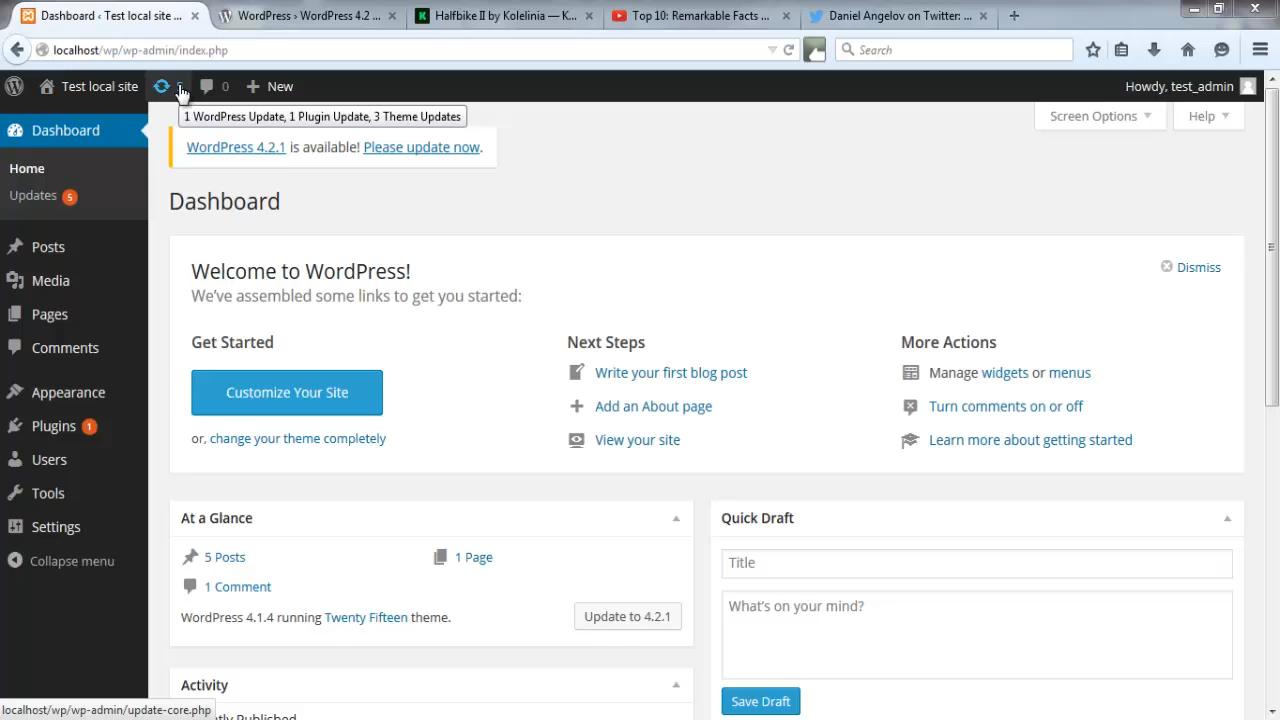 Dashboard ‹ Test local site ...
WordPress › WordPress 4.2 ...
Halfbike II by Kolelinia — K...
Top 10: Remarkable Facts ...
Daniel Angelov on Twitter: ...
localhost/wp/wp-admin/index.php
Search
Test local site
0
New
Howdy, test_admin
1 WordPress Update, 1 Plugin Update, 3 Theme Updates
Screen Options
Help
WordPress 4.2.1 is available! Please update now.
Dashboard
Home
Updates 5
Posts
Media
Pages
Comments
Appearance
Plugins 1
Users
Tools
Settings
Collapse menu
Dashboard
Welcome to WordPress!
We've assembled some links to get you started:
Dismiss
Get Started
Customize Your Site
or, change your theme completely
Next Steps
Write your first blog post
Add an About page
View your site
More Actions
Manage widgets or menus
Turn comments on or off
Learn more about getting started
At a Glance
5 Posts
1 Page
1 Comment
WordPress 4.1.4 running Twenty Fifteen theme.
Update to 4.2.1
Activity
Quick Draft
Title
What's on your mind?
Save Draft
localhost/wp/wp-admin/update-core.php